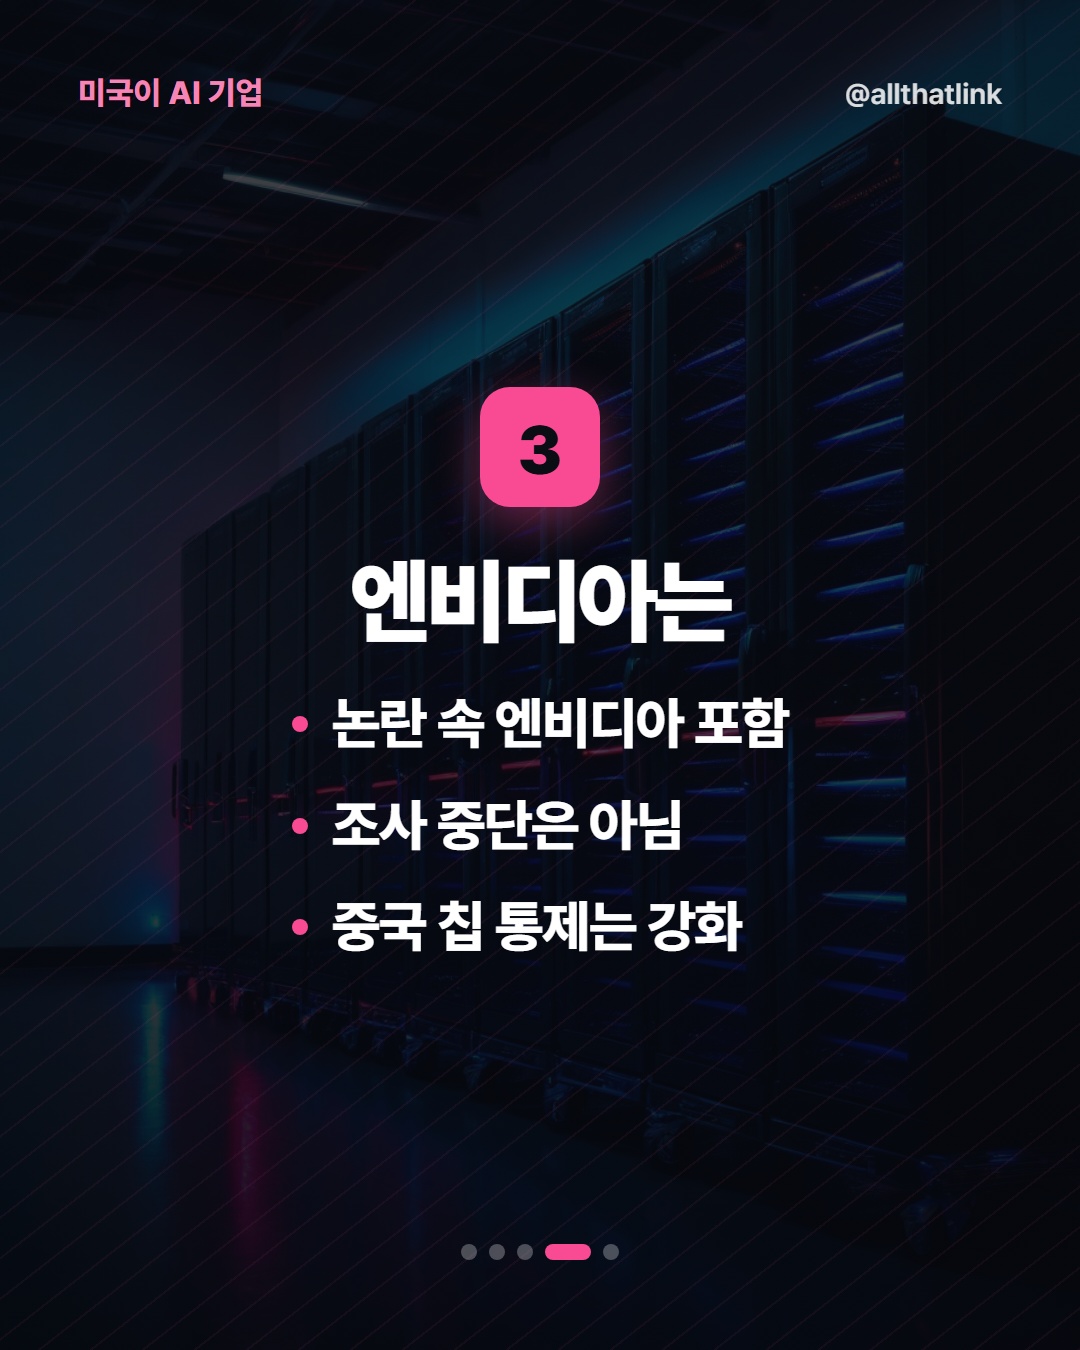 미국이 AI 기업
@allthatlink
3
엔비디아는
논란 속 엔비디아 포함
조사 중단은 아님
중국 칩 통제는 강화